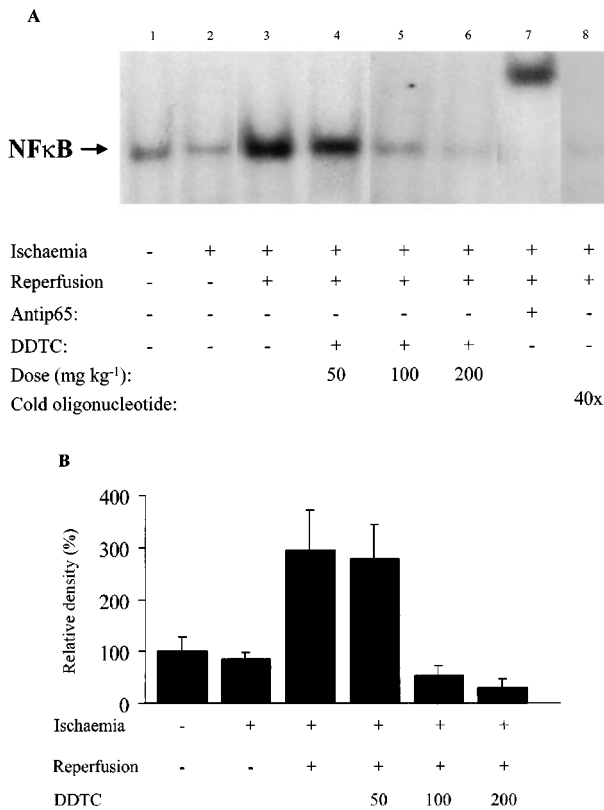 A
1 2 3 4 5 6 7 8
NFκB →
Ischaemia - + + + + + + +
Reperfusion - - + + + + + +
Antip65: - - - - - - + -
DDTC: - - - + + + - -
Dose (mg kg⁻¹): 50 100 200
Cold oligonucleotide: 40x
B
Relative density (%)
400
300
200
100
0
Ischaemia - + + + + +
Reperfusion - - + + + +
DDTC 50 100 200